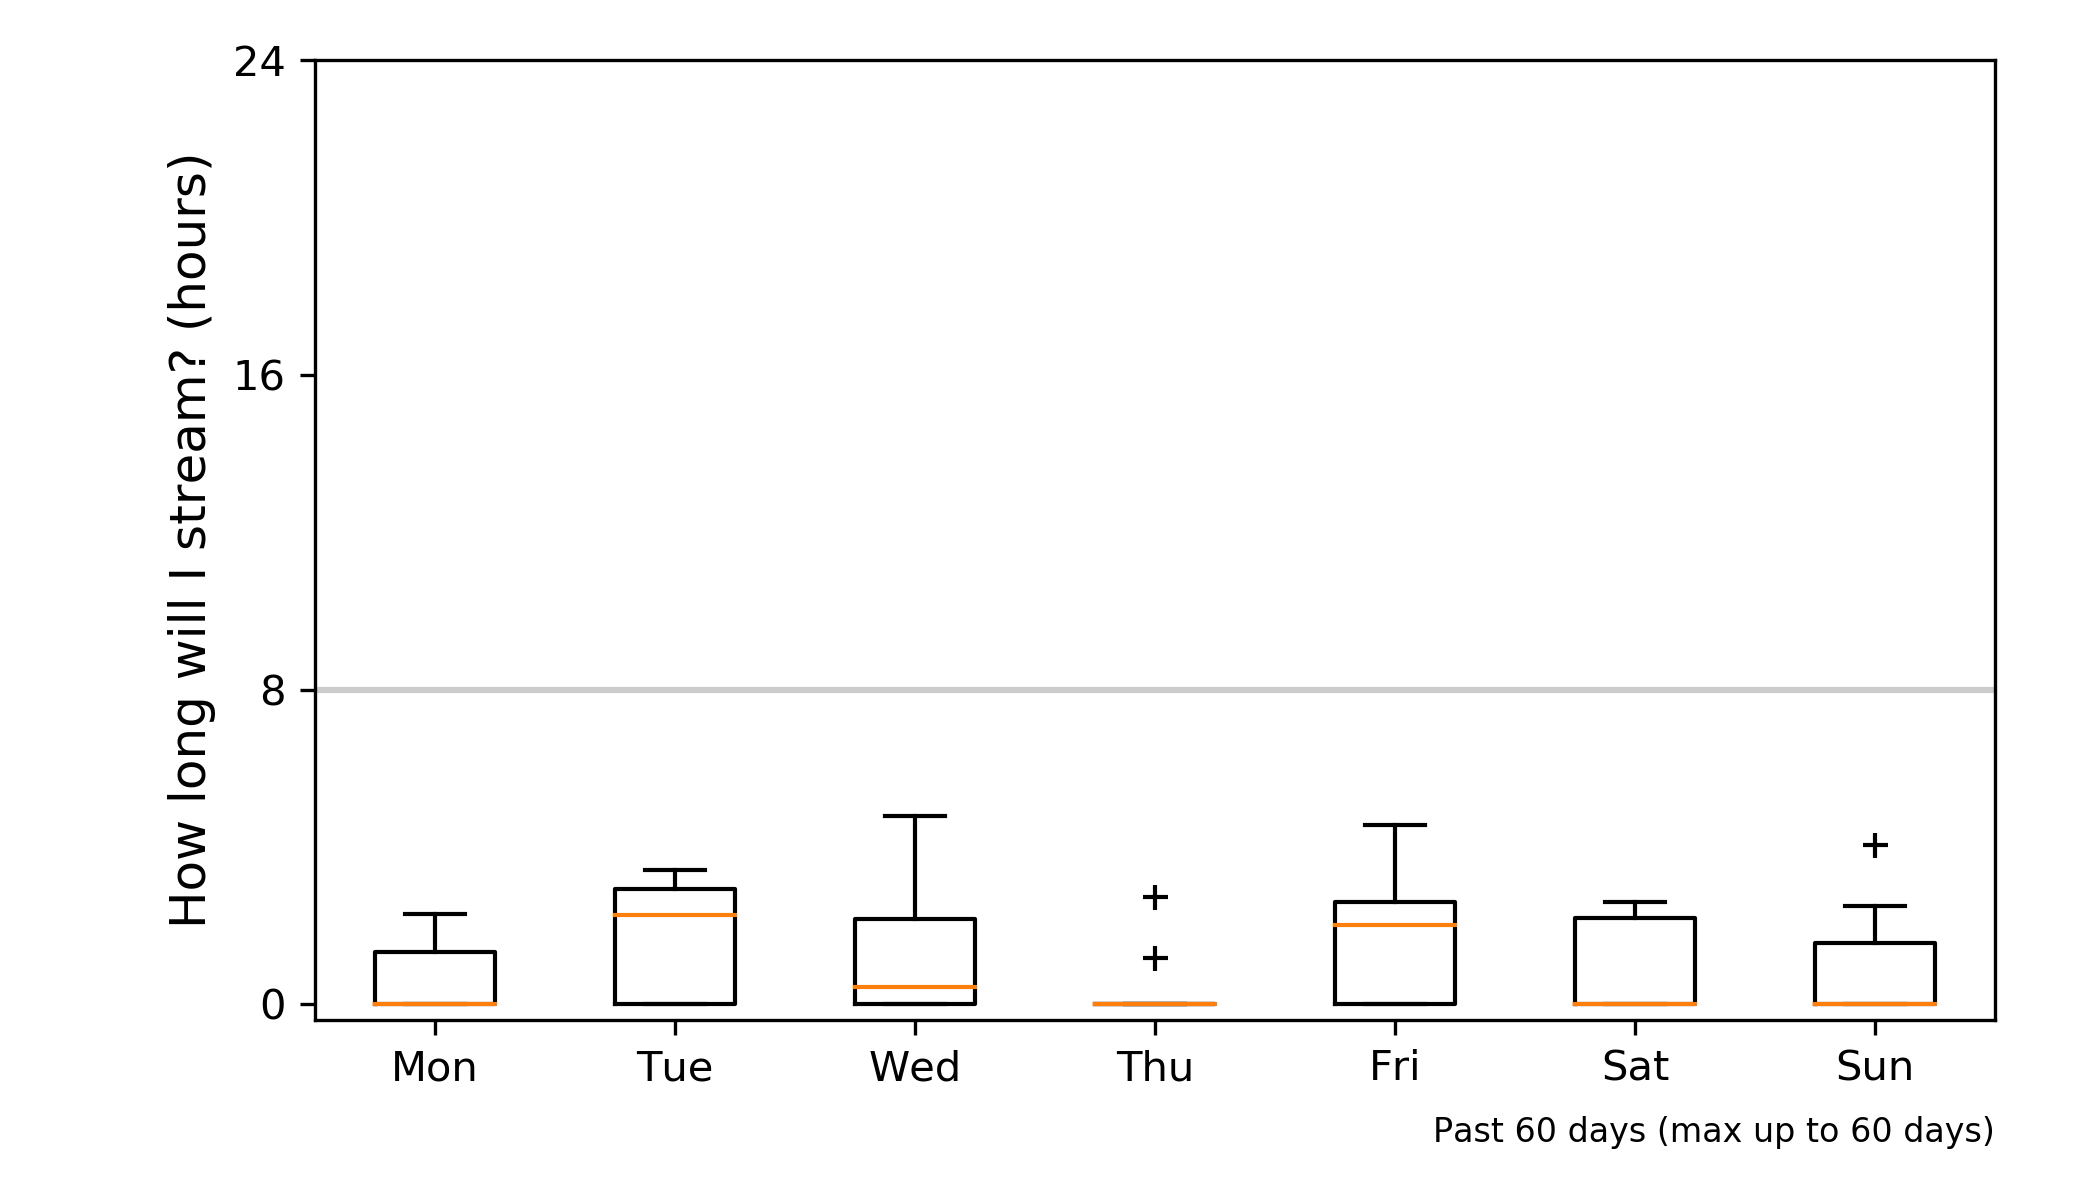 How long will I stream? (hours)
24
16
8
0
Mon Tue Wed Thu Fri Sat Sun
Past 60 days (max up to 60 days)